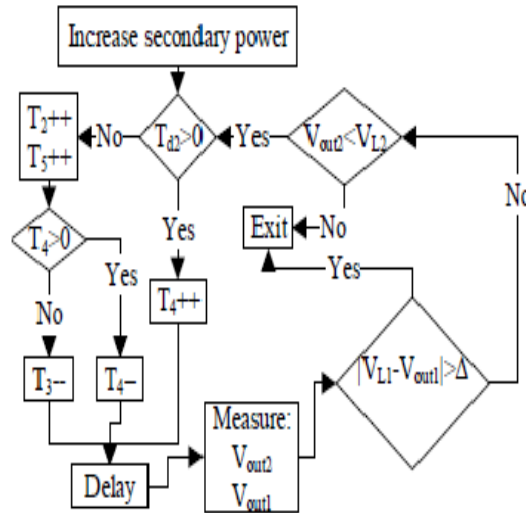 Increase secondary power
T2++
T5++
No
Td2>0
Yes
Vout2<VL2
No
Yes
Exit
No
Yes
T4>0
Yes
T4++
No
T3--
T4–
|VL1-Vout1|>Δ
Measure:
Vout2
Vout1
Delay